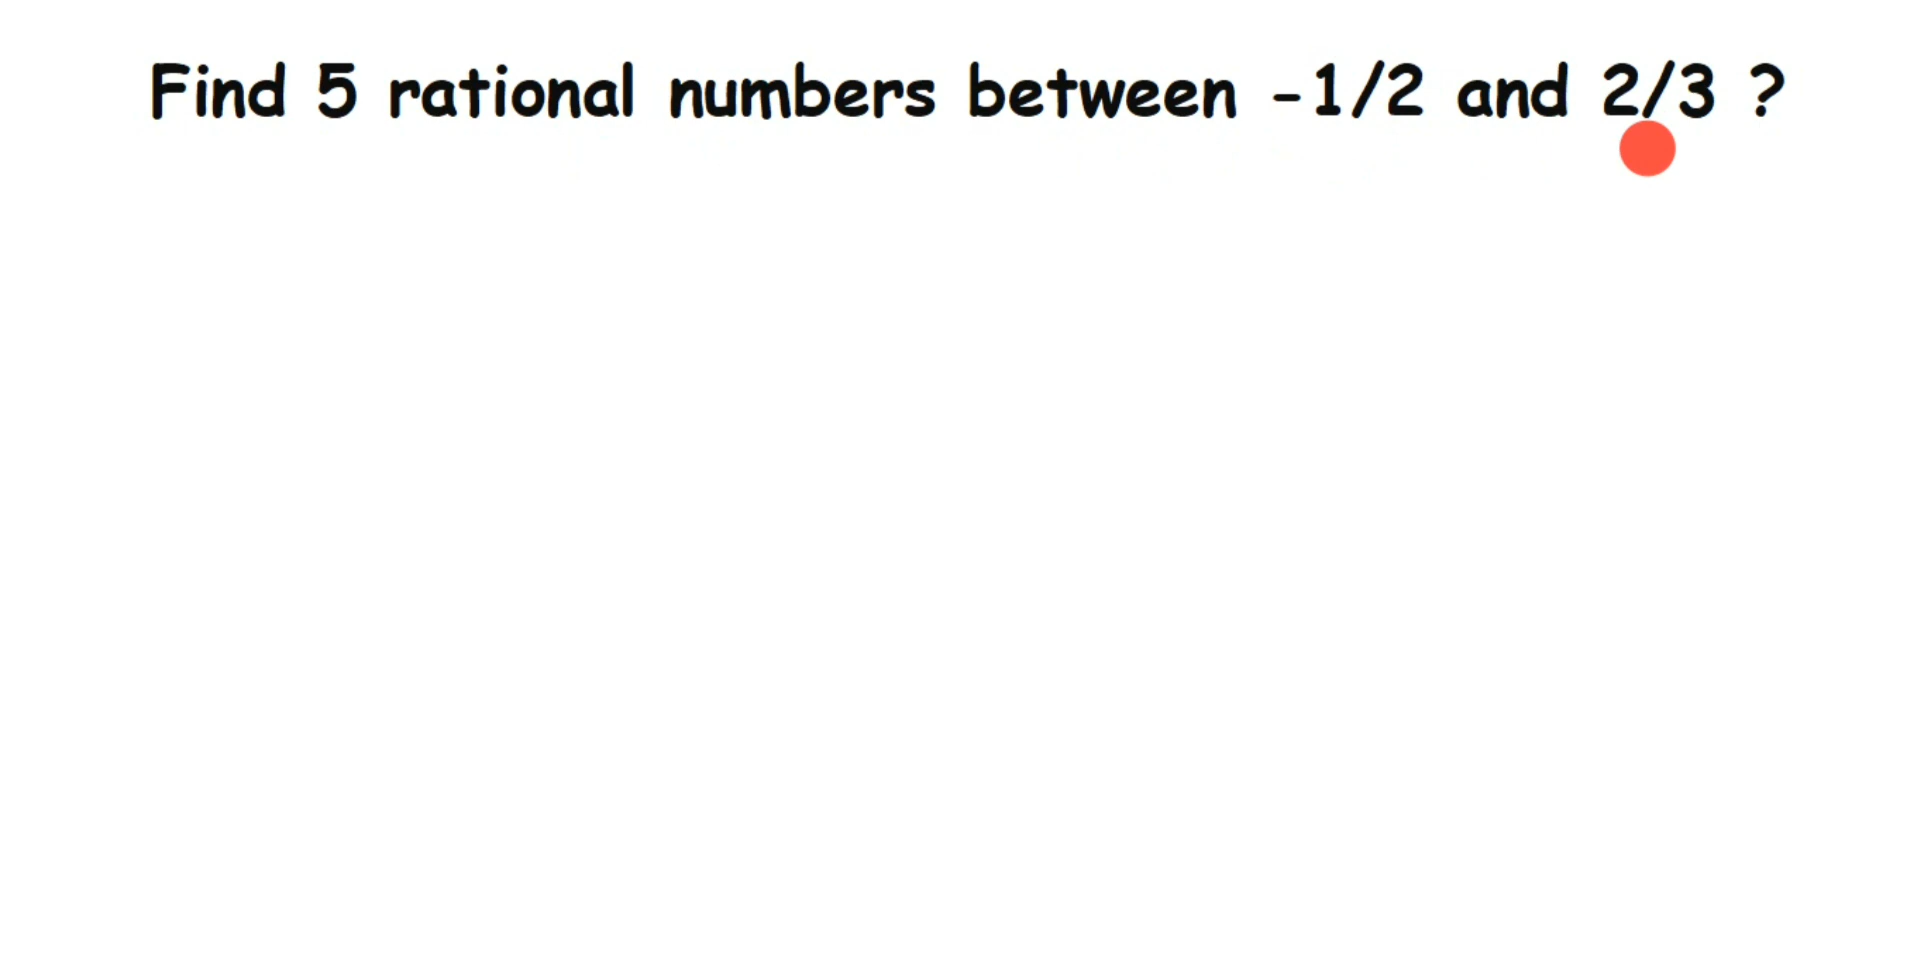 Find 5 rational numbers between -1/2 and 2/3 ?